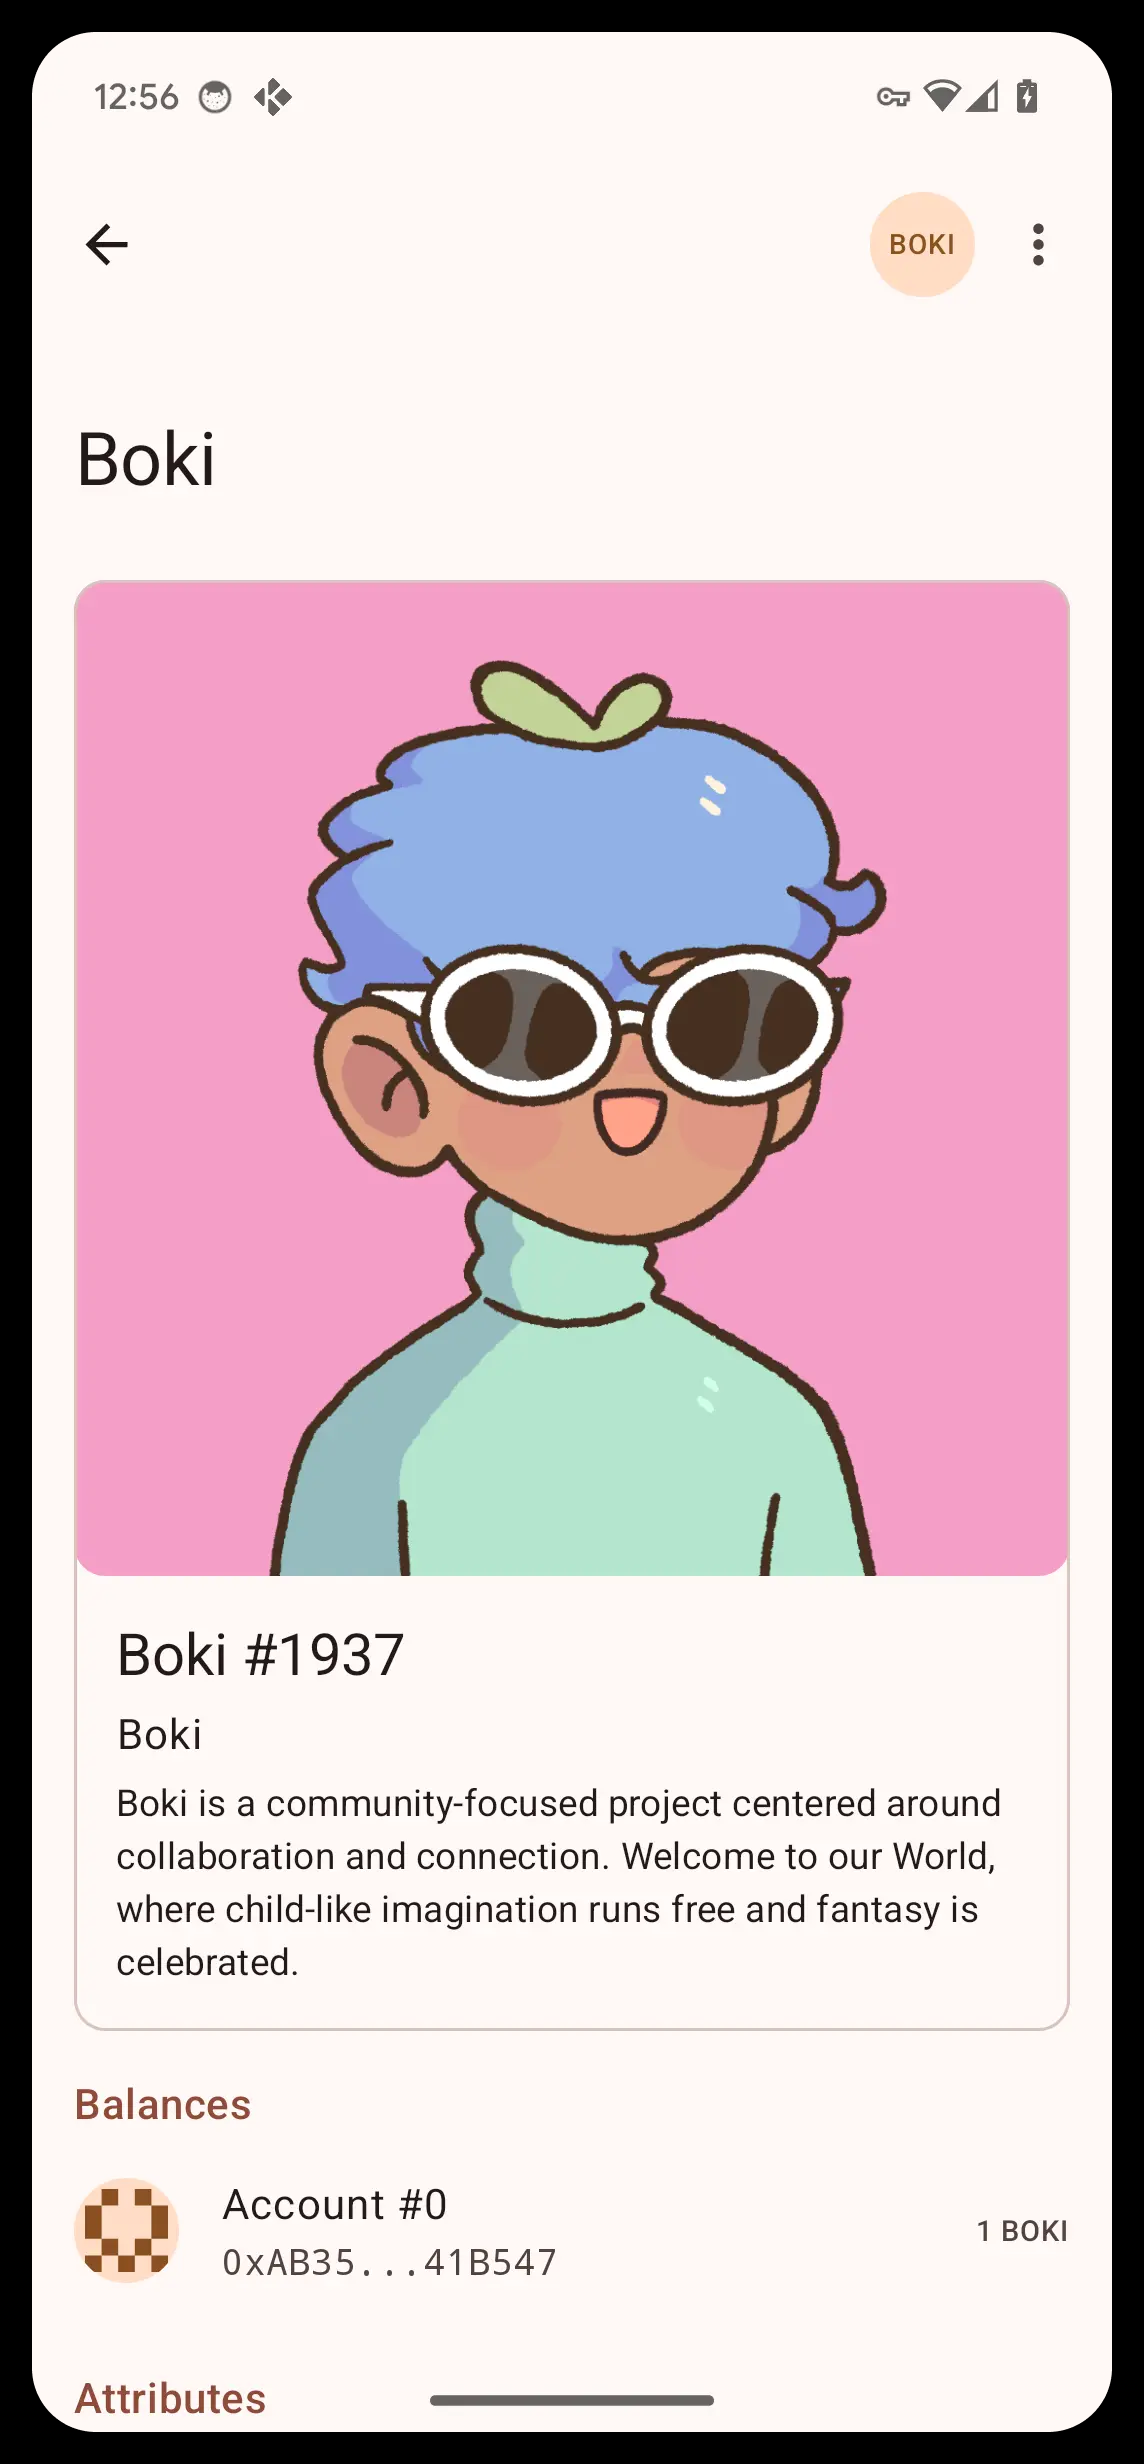 12:56
BOKI
Boki
Boki #1937
Boki
Boki is a community-focused project centered around
collaboration and connection. Welcome to our World,
where child-like imagination runs free and fantasy is
celebrated.
Balances
Account #0
1 BOKI
0xAB35...41B547
Attributes